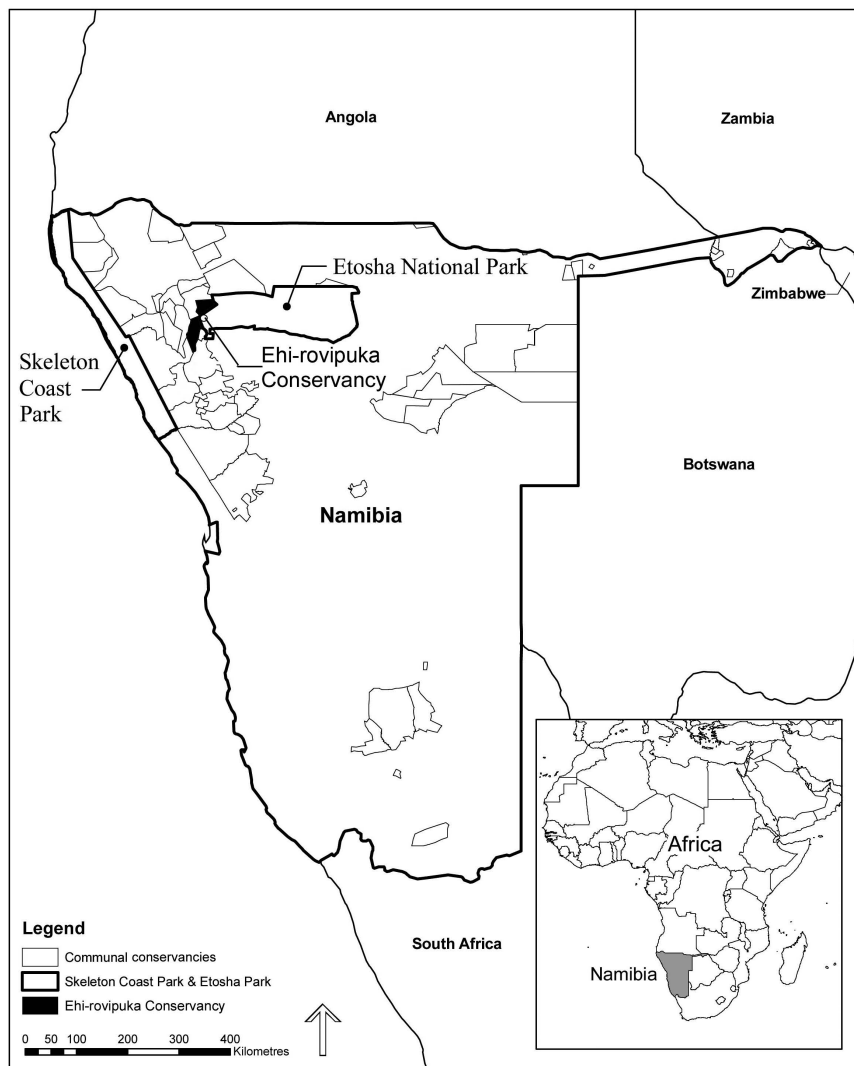 Angola
Zambia
Etosha National Park
Zimbabwe
Ehi-rovipuka
Conservancy
Skeleton
Coast
Park
Botswana
Namibia
Africa
Namibia
South Africa
Legend
Communal conservancies
Skeleton Coast Park & Etosha Park
Ehi-rovipuka Conservancy
0 50 100 200 300 400
Kilometres